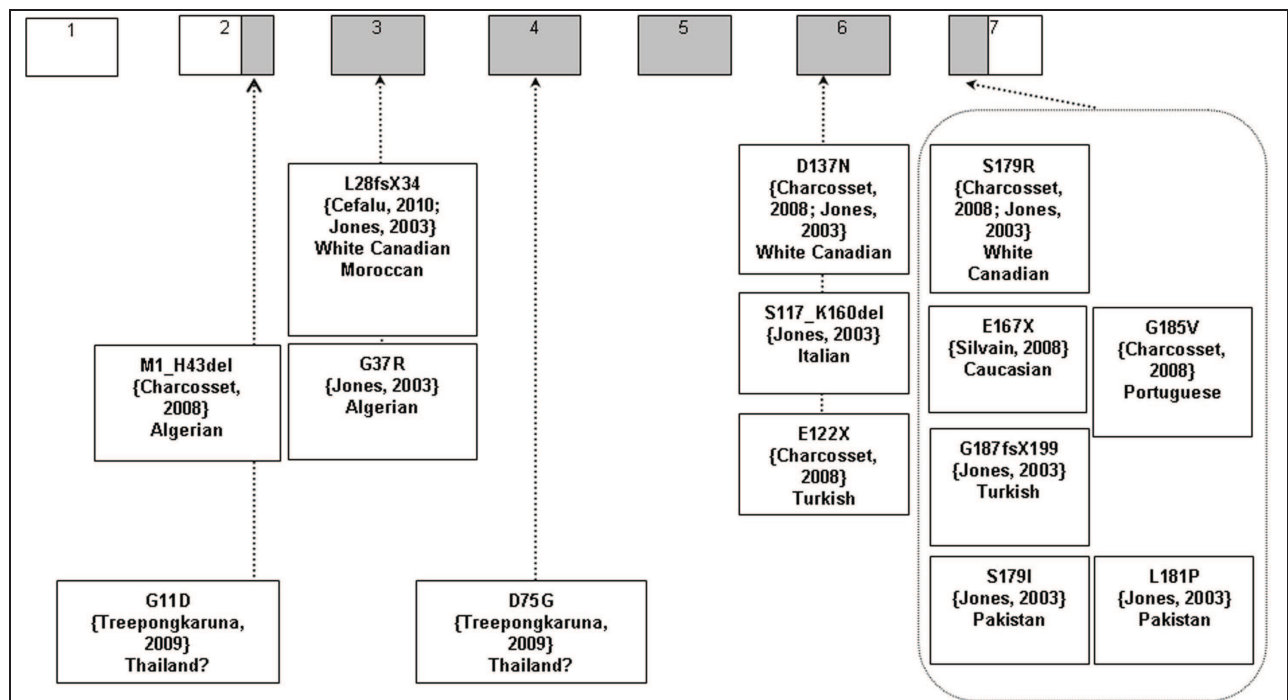 1
2
3
4
5
6
7
L28fsX34
{Cefalu, 2010;
Jones, 2003}
White Canadian
Moroccan
M1_H43del
{Charcosset,
2008}
Algerian
G37R
{Jones, 2003}
Algerian
G11D
{Treepongkaruna,
2009}
Thailand?
D75G
{Treepongkaruna,
2009}
Thailand?
D137N
{Charcosset,
2008; Jones,
2003}
White Canadian
S117_K160del
{Jones, 2003}
Italian
E122X
{Charcosset,
2008}
Turkish
S179R
{Charcosset,
2008; Jones,
2003}
White
Canadian
E167X
{Silvain, 2008}
Caucasian
G185V
{Charcosset,
2008}
Portuguese
G187fsX199
{Jones, 2003}
Turkish
S179I
{Jones, 2003}
Pakistan
L181P
{Jones, 2003}
Pakistan